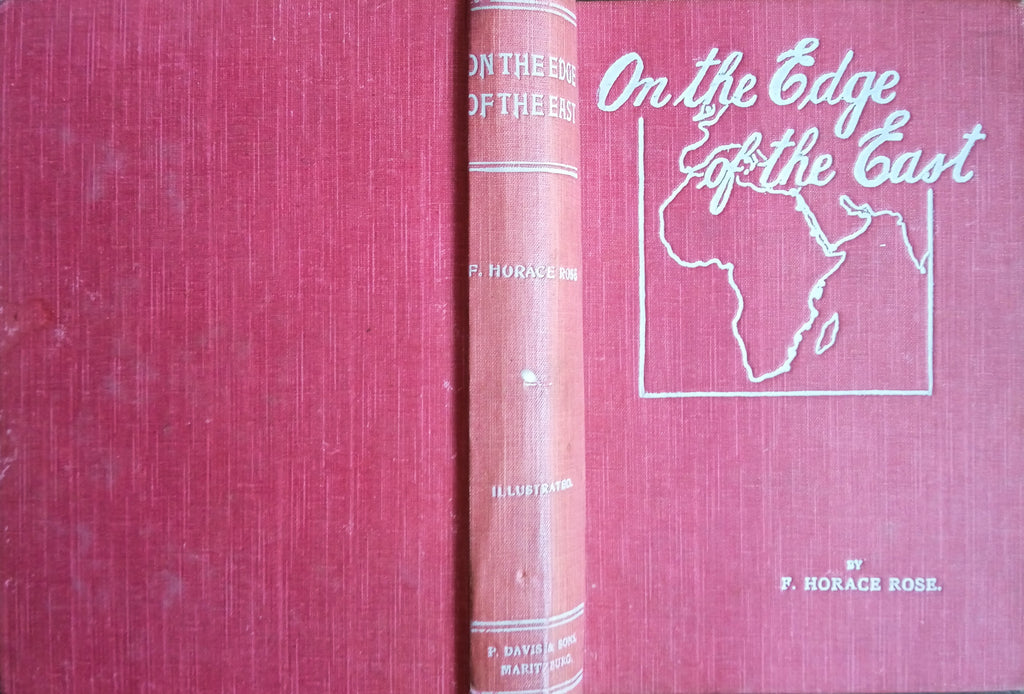 ON THE EDGE
OF THE EAST
F. HORACE ROSE
ILLUSTRATED.
P. DAVIS & SONS,
MARITZBURG.
On the Edge
of the East
BY
F. HORACE ROSE.